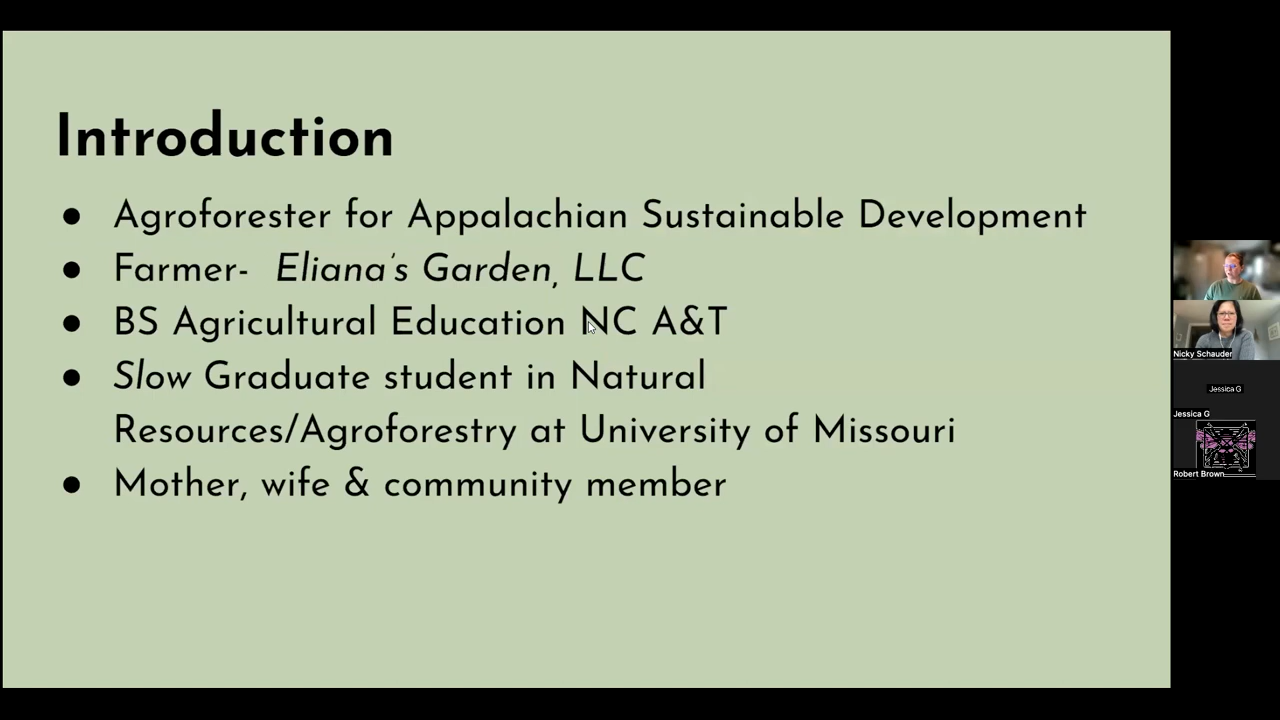 Introduction
● Agroforester for Appalachian Sustainable Development
● Farmer- Eliana's Garden, LLC
● BS Agricultural Education NC A&T
● Slow Graduate student in Natural
Resources/Agroforestry at University of Missouri
● Mother, wife & community member
Nicky Schauder
Jessica G
Jessica G
Robert Brown